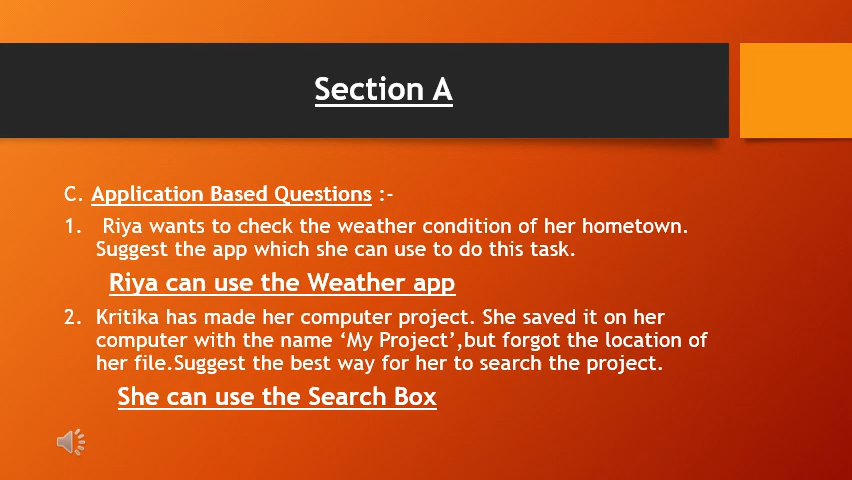 Section A
C. Application Based Questions :-
1. Riya wants to check the weather condition of her hometown.
Suggest the app which she can use to do this task.
Riya can use the Weather app
2. Kritika has made her computer project. She saved it on her
computer with the name ‘My Project’,but forgot the location of
her file.Suggest the best way for her to search the project.
She can use the Search Box